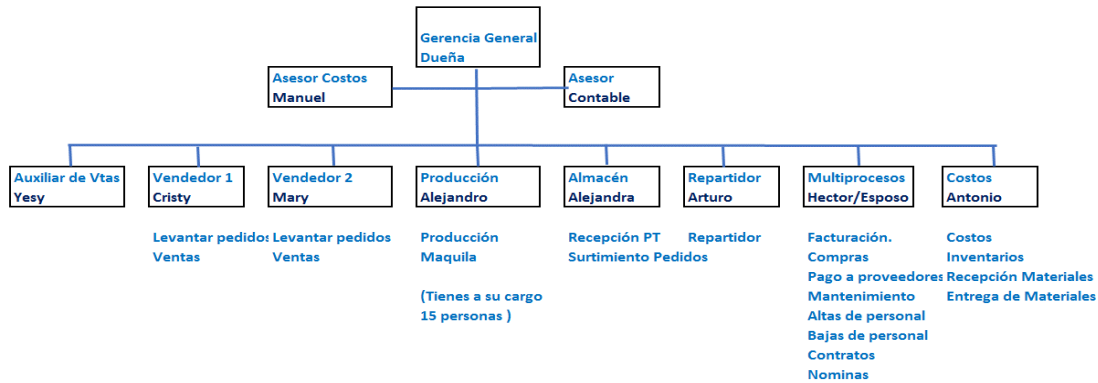 Gerencia General
Dueña
Asesor Costos
Manuel
Asesor
Contable
Auxiliar de Vtas
Yesy
Vendedor 1
Cristy
Levantar pedidos
Ventas
Vendedor 2
Mary
Levantar pedidos
Ventas
Producción
Alejandro
Producción
Maquila
(Tienes a su cargo
15 personas )
Almacén
Alejandra
Recepción PT
Surtimiento Pedidos
Repartidor
Arturo
Repartidor
Multiprocesos
Hector/Esposo
Facturación.
Compras
Pago a proveedores
Mantenimiento
Altas de personal
Bajas de personal
Contratos
Nominas
Costos
Antonio
Costos
Inventarios
Recepción Materiales
Entrega de Materiales